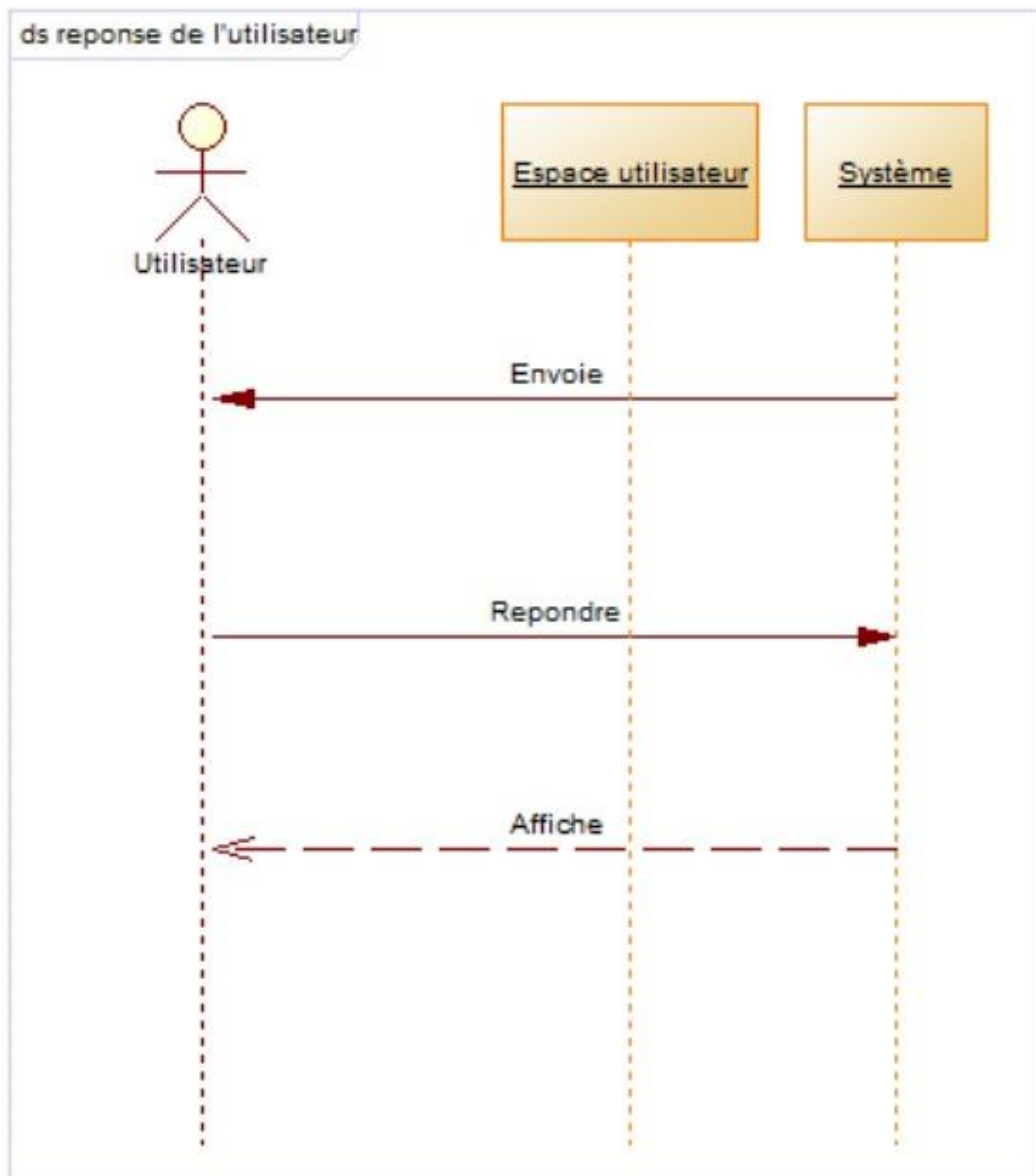 ds reponse de l'utilisateur
Espace utilisateur
Système
Utilisateur
Envoie
Repondre
Affiche